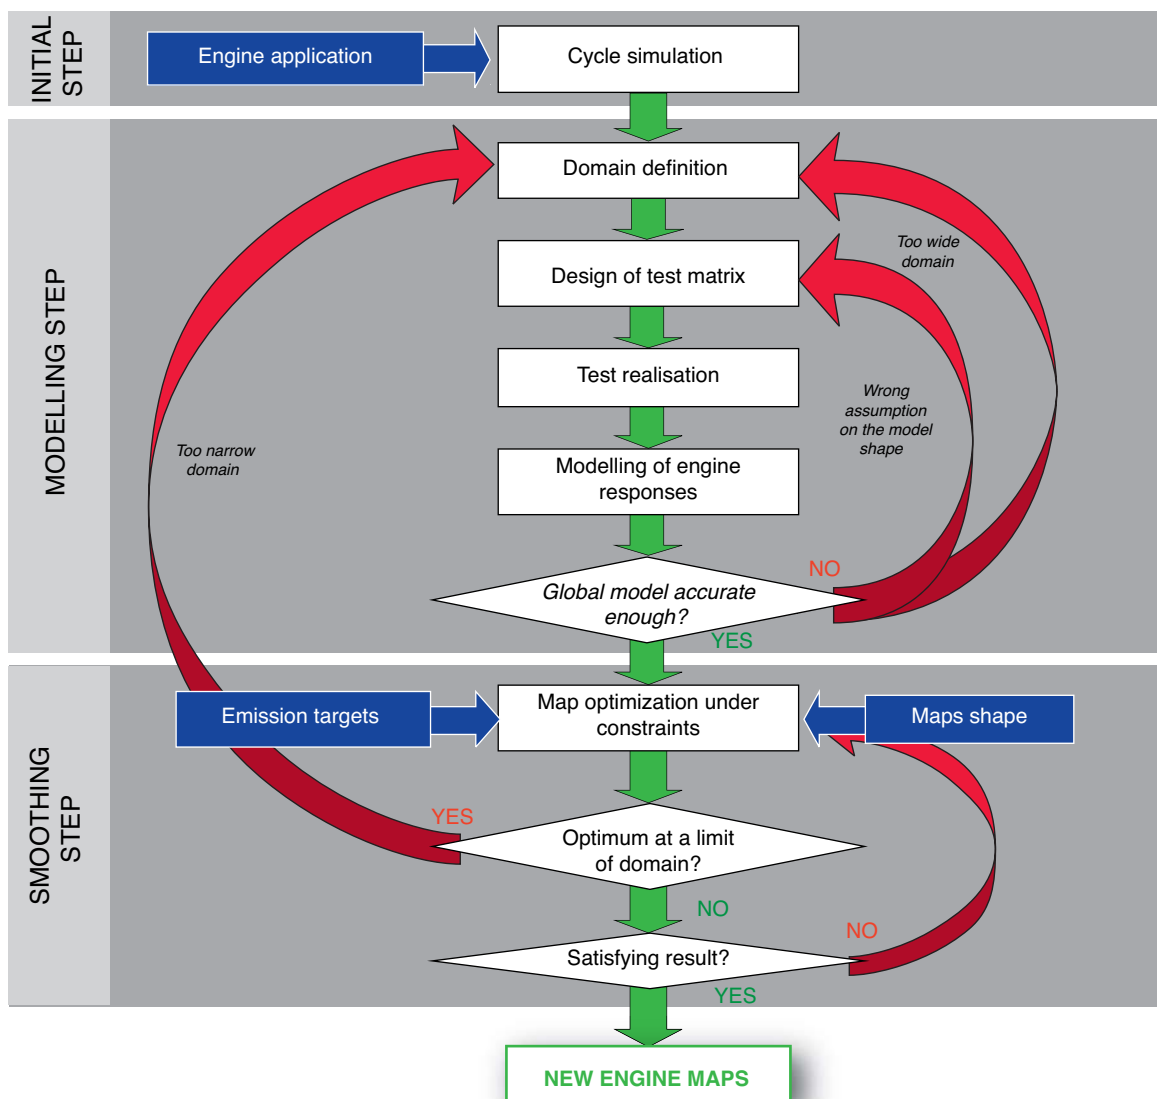 INITIAL
STEP
Engine application
Cycle simulation
MODELLING STEP
Domain definition
Too wide
domain
Design of test matrix
Test realisation
Wrong
assumption
on the model
shape
Too narrow
domain
Modelling of engine
responses
NO
Global model accurate
enough?
YES
SMOOTHING
STEP
Emission targets
Map optimization under
constraints
Maps shape
YES
Optimum at a limit
of domain?
NO
NO
Satisfying result?
YES
NEW ENGINE MAPS